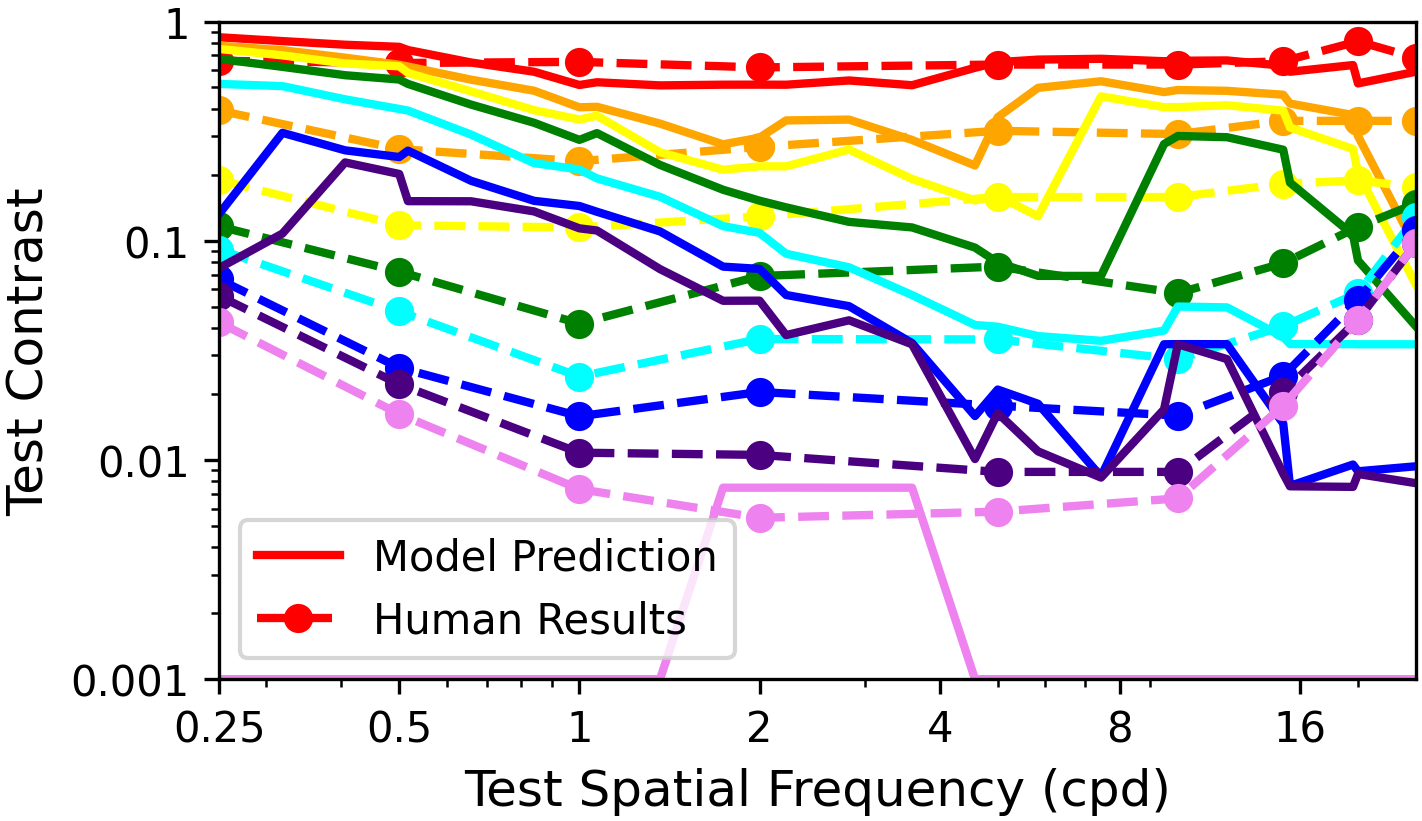 1
0.1
0.01
0.001
Test Contrast
Model Prediction
Human Results
0.25 0.5 1 2 4 8 16
Test Spatial Frequency (cpd)